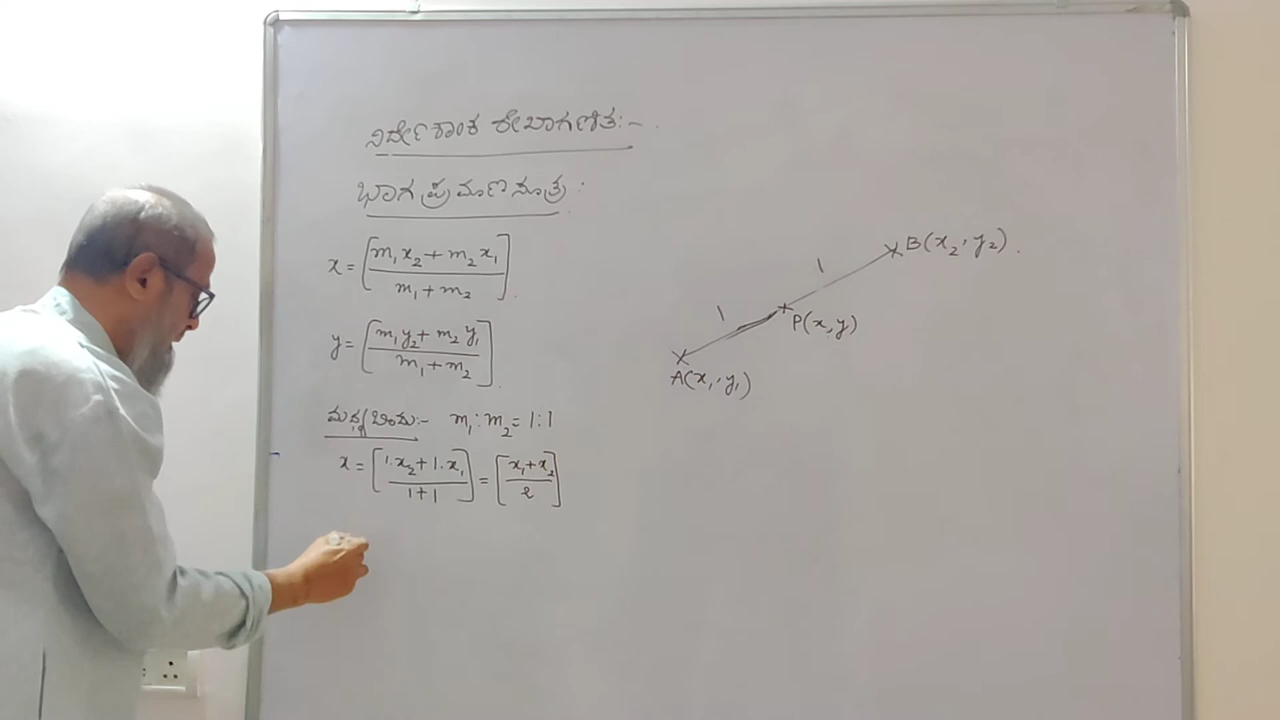 ನಿರ್ದೇಶಾಂಕ ರೇಖಾಗಣಿತ:-
ಭಾಗ ಪ್ರಮಾಣ ಸೂತ್ರ:
x = [m₁x₂ + m₂x₁ / m₁ + m₂].
y = [m₁y₂ + m₂y₁ / m₁ + m₂].
ಮಧ್ಯಬಿಂದು:- m₁ : m₂ = 1 : 1
x = [1·x₂ + 1·x₁ / 1 + 1] = [x₁ + x₂ / 2]
B(x₂, y₂).
1
1
P(x, y)
A(x₁, y₁)